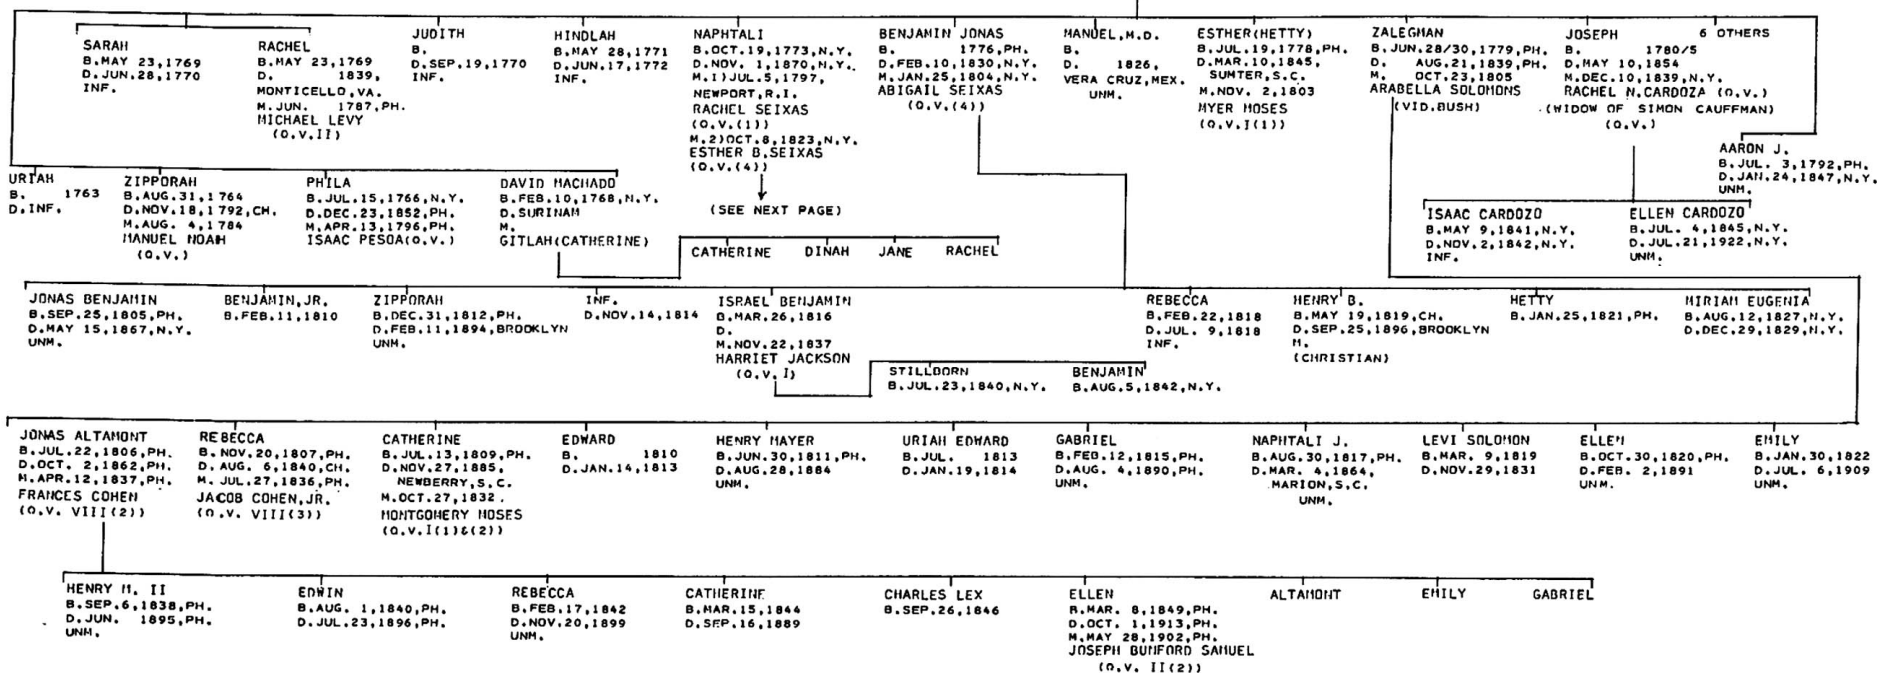 SARAH
B.MAY 23,1769
D.JUN.28,1770
INF.
RACHEL
B.MAY 23,1769
D. 1839,
MONTICELLO,VA.
M.JUN. 1787,PH.
MICHAEL LEVY
(Q.V.II)
JUDITH
B.
D.SEP.19,1770
INF.
HINDLAH
B.MAY 28,1771
D.JUN.17,1772
INF.
NAPHTALI
B.OCT.19,1773,N.Y.
D.NOV. 1,1870,N.Y.
M.1)JUL.5,1797,
NEWPORT,R.I.
RACHEL SEIXAS
(Q.V.(1))
M.2)OCT.8,1823,N.Y.
ESTHER B.SEIXAS
(Q.V.(4))
(SEE NEXT PAGE)
BENJAMIN JONAS
B. 1776,PH.
D.FEB.10,1830,N.Y.
M.JAN.25,1804,N.Y.
ABIGAIL SEIXAS
(Q.V.(4))
MANUEL,M.D.
B.
D. 1826,
VERA CRUZ,MEX.
UNM.
ESTHER(HETTY)
B.JUL.19,1778,PH.
D.MAR.10,1845,
SUMTER,S.C.
M.NOV. 2,1803
MYER MOSES
(Q.V.I(1))
ZALEGMAN
B.JUN.28/30,1779,PH.
D. AUG.21,1839,PH.
M. OCT.23,1805
ARABELLA SOLOMONS
(VID.BUSH)
JOSEPH
B. 1780/5
D.MAY 10,1854
M.DEC.10,1839,N.Y.
RACHEL N.CARDOZA (Q.V.)
(WIDOW OF SIMON CAUFFMAN)
(Q.V.)
6 OTHERS
AARON J.
B.JUL. 3,1792,PH.
D.JAN.24,1847,N.Y.
UNM.
URIAH
B. 1763
D.INF.
ZIPPORAH
B.AUG.31,1764
D.NOV.18,1792,CH.
M.AUG. 4,1784
MANUEL NOAH
(Q.V.)
PHILA
B.JUL.15,1766,N.Y.
D.DEC.23,1852,PH.
M.APR.13,1796,PH.
ISAAC PESOA(Q.V.)
DAVID MACHADO
B.FEB.10,1768,N.Y.
D.SURINAM
M.
GITLAH(CATHERINE)
CATHERINE DINAH JANE RACHEL
ISAAC CARDOZO
B.MAY 9,1841,N.Y.
D.NOV.2,1842,N.Y.
INF.
ELLEN CARDOZO
B.JUL. 4,1845,N.Y.
D.JUL.21,1922,N.Y.
UNM.
JONAS BENJAMIN
B.SEP.25,1805,PH.
D.MAY 15,1867,N.Y.
UNM.
BENJAMIN,JR.
B.FEB.11,1810
ZIPPORAH
B.DEC.31,1812,PH.
D.FEB.11,1894,BROOKLYN
UNM.
INF.
D.NOV.14,1814
ISRAEL BENJAMIN
B.MAR.26,1816
D.
M.NOV.22,1837
HARRIET JACKSON
(Q.V. I)
STILLBORN
B.JUL.23,1840,N.Y.
BENJAMIN
B.AUG.5,1842,N.Y.
REBECCA
B.FEB.22,1818
D.JUL. 9,1818
INF.
HENRY B.
B.MAY 19,1819,CH.
D.SEP.25,1896,BROOKLYN
M.
(CHRISTIAN)
HETTY
B.JAN.25,1821,PH.
MIRIAM EUGENIA
B.AUG.12,1827,N.Y.
D.DEC.29,1829,N.Y.
JONAS ALTAMONT
B.JUL.22,1806,PH.
D.OCT. 2,1862,PH.
M.APR.12,1837,PH.
FRANCES COHEN
(Q.V. VIII(2))
REBECCA
B.NOV.20,1807,PH.
D. AUG. 6,1840,CH.
M. JUL.27,1836,PH.
JACOB COHEN,JR.
(Q.V. VIII(3))
CATHERINE
B.JUL.13,1809,PH.
D.NOV.27,1885,
NEWBERRY,S.C.
M.OCT.27,1832
MONTGOMERY MOSES
(Q.V.I(1)&(2))
EDWARD
B. 1810
D.JAN.14,1813
HENRY MAYER
B.JUN.30,1811,PH.
D.AUG.28,1884
UNM.
URIAH EDWARD
B.JUL. 1813
D.JAN.19,1814
GABRIEL
B.FEB.12,1815,PH.
D.AUG. 4,1890,PH.
UNM.
NAPHTALI J.
B.AUG.30,1817,PH.
D.MAR. 4,1864,
MARION,S.C.
UNM.
LEVI SOLOMON
B.MAR. 9,1819
D.NOV.29,1831
ELLEN
B.OCT.30,1820,PH.
D.FEB. 2,1891
UNM.
EMILY
B.JAN.30,1822
D.JUL. 6,1909
UNM.
HENRY M. II
B.SEP.6,1838,PH.
D.JUN. 1895,PH.
UNM.
EDWIN
B.AUG. 1,1840,PH.
D.JUL.23,1896,PH.
REBECCA
B.FEB.17,1842
D.NOV.20,1899
UNM.
CATHERINE
B.MAR.15,1844
D.SEP.16,1889
CHARLES LEX
B.SEP.26,1846
ELLEN
B.MAR. 8,1849,PH.
D.OCT. 1,1913,PH.
M.MAY 28,1902,PH.
JOSEPH BUNFORD SAMUEL
(Q.V. II(2))
ALTAMONT
EMILY
GABRIEL